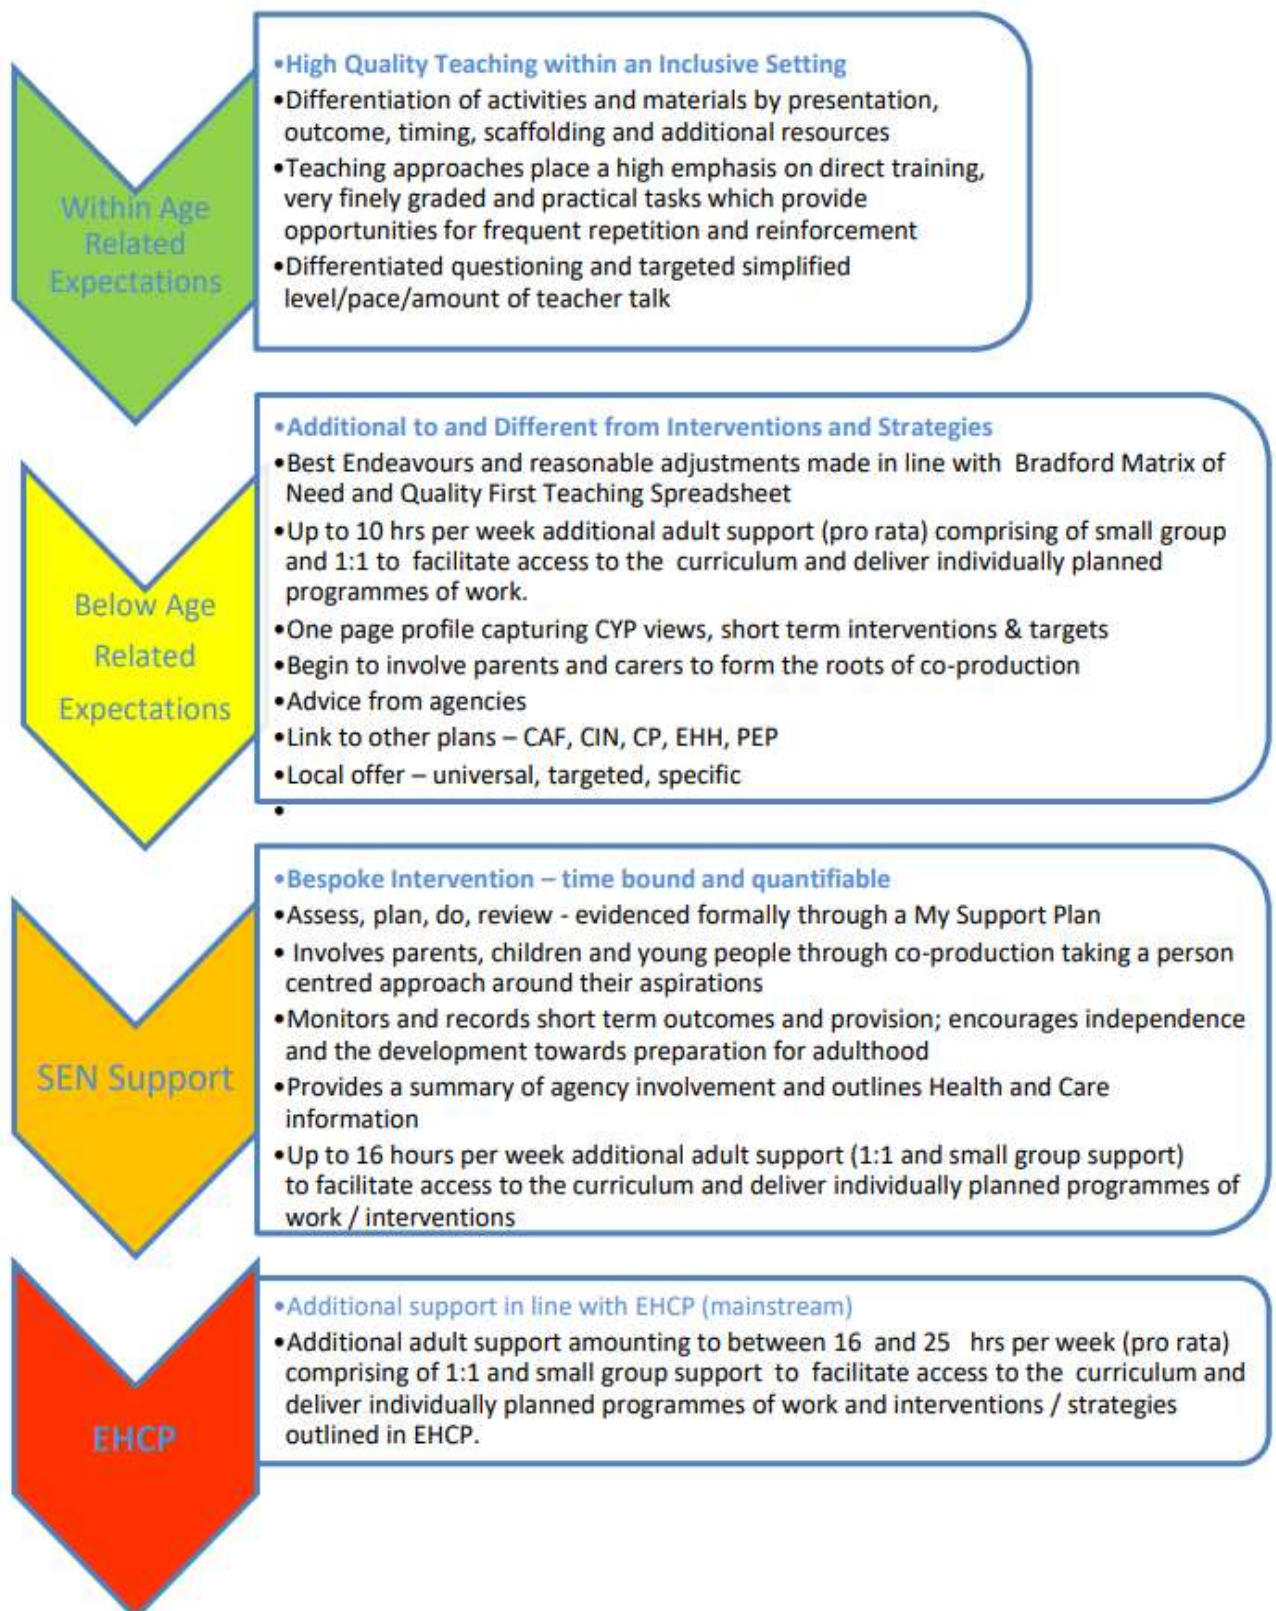 Within Age
Related
Expectations
•High Quality Teaching within an Inclusive Setting
•Differentiation of activities and materials by presentation,
outcome, timing, scaffolding and additional resources
•Teaching approaches place a high emphasis on direct training,
very finely graded and practical tasks which provide
opportunities for frequent repetition and reinforcement
•Differentiated questioning and targeted simplified
level/pace/amount of teacher talk
Below Age
Related
Expectations
•Additional to and Different from Interventions and Strategies
•Best Endeavours and reasonable adjustments made in line with Bradford Matrix of
Need and Quality First Teaching Spreadsheet
•Up to 10 hrs per week additional adult support (pro rata) comprising of small group
and 1:1 to facilitate access to the curriculum and deliver individually planned
programmes of work.
•One page profile capturing CYP views, short term interventions & targets
•Begin to involve parents and carers to form the roots of co-production
•Advice from agencies
•Link to other plans – CAF, CIN, CP, EHH, PEP
•Local offer – universal, targeted, specific
•
SEN Support
•Bespoke Intervention – time bound and quantifiable
•Assess, plan, do, review - evidenced formally through a My Support Plan
• Involves parents, children and young people through co-production taking a person
centred approach around their aspirations
•Monitors and records short term outcomes and provision; encourages independence
and the development towards preparation for adulthood
•Provides a summary of agency involvement and outlines Health and Care
information
•Up to 16 hours per week additional adult support (1:1 and small group support)
to facilitate access to the curriculum and deliver individually planned programmes of
work / interventions
EHCP
•Additional support in line with EHCP (mainstream)
•Additional adult support amounting to between 16 and 25 hrs per week (pro rata)
comprising of 1:1 and small group support to facilitate access to the curriculum and
deliver individually planned programmes of work and interventions / strategies
outlined in EHCP.